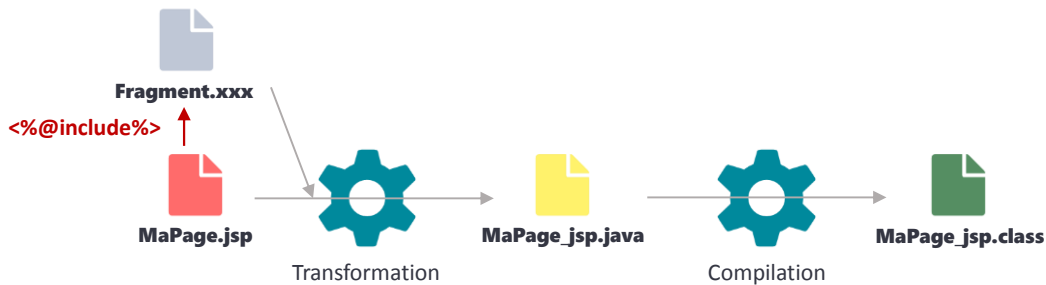 Fragment.xxx
<%@include%>
MaPage.jsp
MaPage_jsp.java
MaPage_jsp.class
Transformation
Compilation